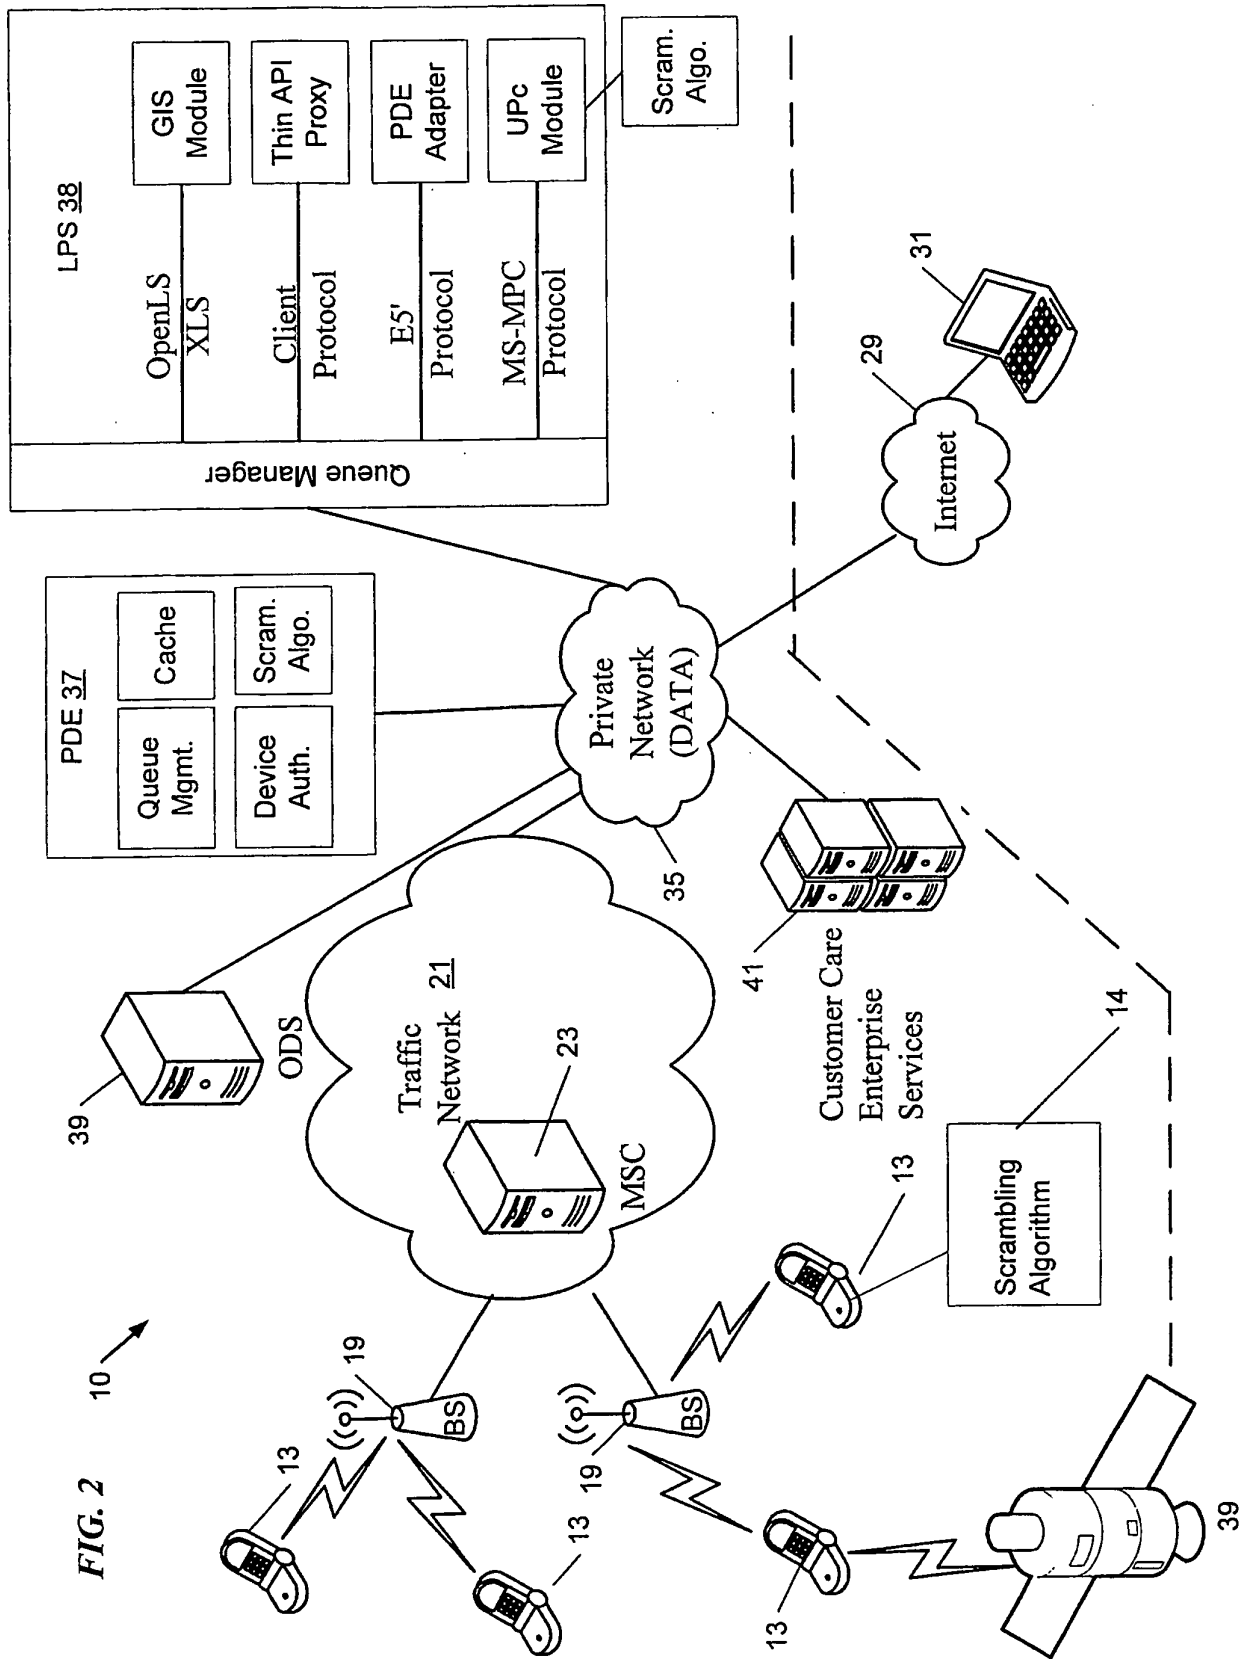 FIG. 2
10
13
13
13
13
19
19
BS
BS
39
39
ODS
Traffic
Network 21
23
MSC
Scrambling
Algorithm
14
Customer Care
Enterprise
Services
41
35
Private
Network
(DATA)
PDE 37
Queue
Mgmt.
Cache
Device
Auth.
Scram.
Algo.
Internet
29
31
LPS 38
Queue Manager
OpenLS
XLS
GIS
Module
Client
Protocol
Thin API
Proxy
E5'
Protocol
PDE
Adapter
MS-MPC
Protocol
UPc
Module
Scram.
Algo.